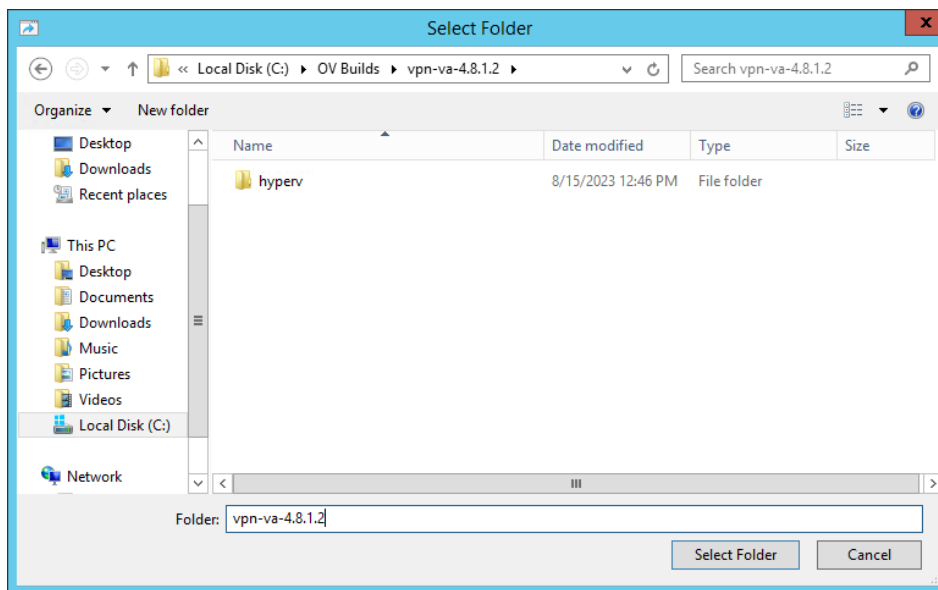 Select Folder
x
« Local Disk (C:) ▸ OV Builds ▸ vpn-va-4.8.1.2 ▸
Search vpn-va-4.8.1.2
Organize ▾ New folder
Name Date modified Type Size
hyperv 8/15/2023 12:46 PM File folder
Desktop
Downloads
Recent places
This PC
Desktop
Documents
Downloads
Music
Pictures
Videos
Local Disk (C:)
Network
Folder: vpn-va-4.8.1.2
Select Folder Cancel